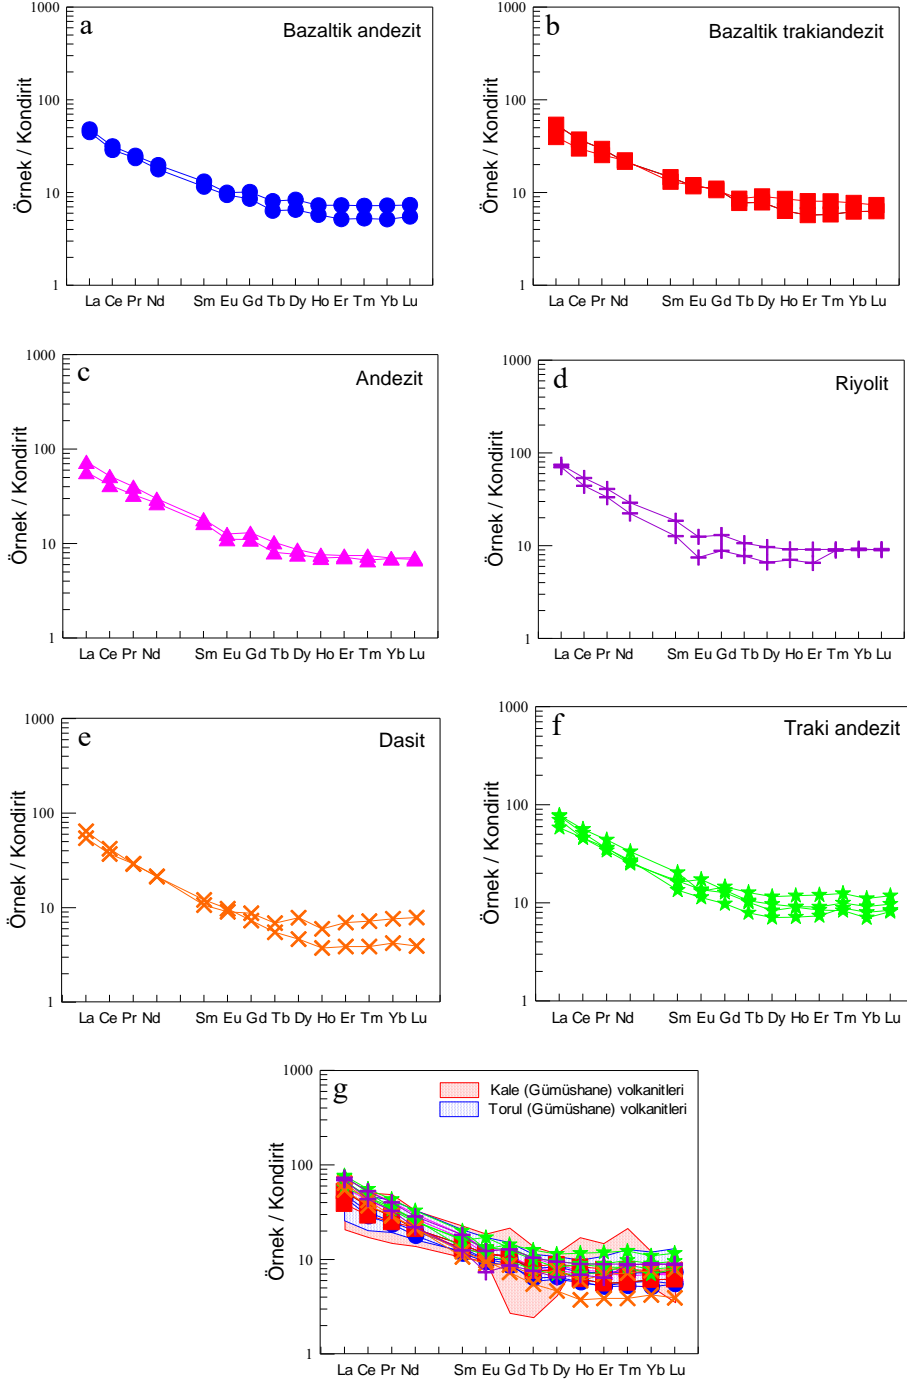 a
Bazaltik andezit
1000
100
10
1
Örnek / Kondirit
La Ce Pr Nd Sm Eu Gd Tb Dy Ho Er Tm Yb Lu
b
Bazaltik trakiandezit
1000
100
10
1
Örnek / Kondirit
La Ce Pr Nd Sm Eu Gd Tb Dy Ho Er Tm Yb Lu
c
Andezit
1000
100
10
1
Örnek / Kondirit
La Ce Pr Nd Sm Eu Gd Tb Dy Ho Er Tm Yb Lu
d
Riyolit
1000
100
10
1
Örnek / Kondirit
La Ce Pr Nd Sm Eu Gd Tb Dy Ho Er Tm Yb Lu
e
Dasit
1000
100
10
1
Örnek / Kondirit
La Ce Pr Nd Sm Eu Gd Tb Dy Ho Er Tm Yb Lu
f
Traki andezit
1000
100
10
1
Örnek / Kondirit
La Ce Pr Nd Sm Eu Gd Tb Dy Ho Er Tm Yb Lu
g
Kale (Gümüshane) volkanitleri
Torul (Gümüshane) volkanitleri
1000
100
10
1
Örnek / Kondirit
La Ce Pr Nd Sm Eu Gd Tb Dy Ho Er Tm Yb Lu